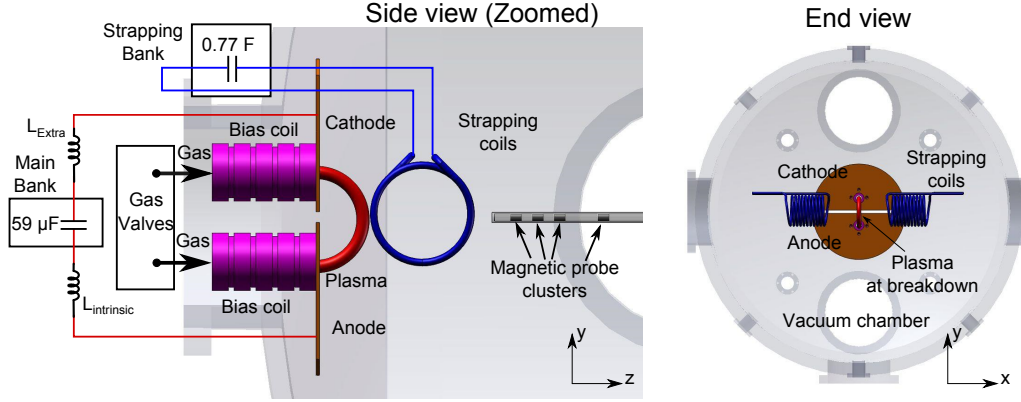 Side view (Zoomed)
Strapping
Bank
0.77 F
L_Extra
Main
Bank
59 µF
L_intrinsic
Gas
Valves
Gas
Gas
Bias coil
Bias coil
Cathode
Plasma
Anode
Strapping
coils
Magnetic probe
clusters
y
z
End view
Cathode
Strapping
coils
Anode
Plasma
at breakdown
Vacuum chamber
y
x